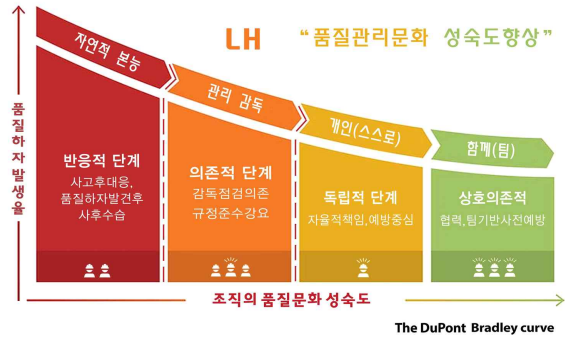 LH "품질관리문화 성숙도향상"
자연적 본능
관리 감독
개인(스스로)
함께(팀)
품질하자발생율
반응적 단계
사고후대응,
품질하자발견후
사후수습
의존적 단계
감독점검의존
규정준수강요
독립적 단계
자율적책임,예방중심
상호의존적
협력,팀기반사전예방
조직의 품질문화 성숙도
The DuPont Bradley curve